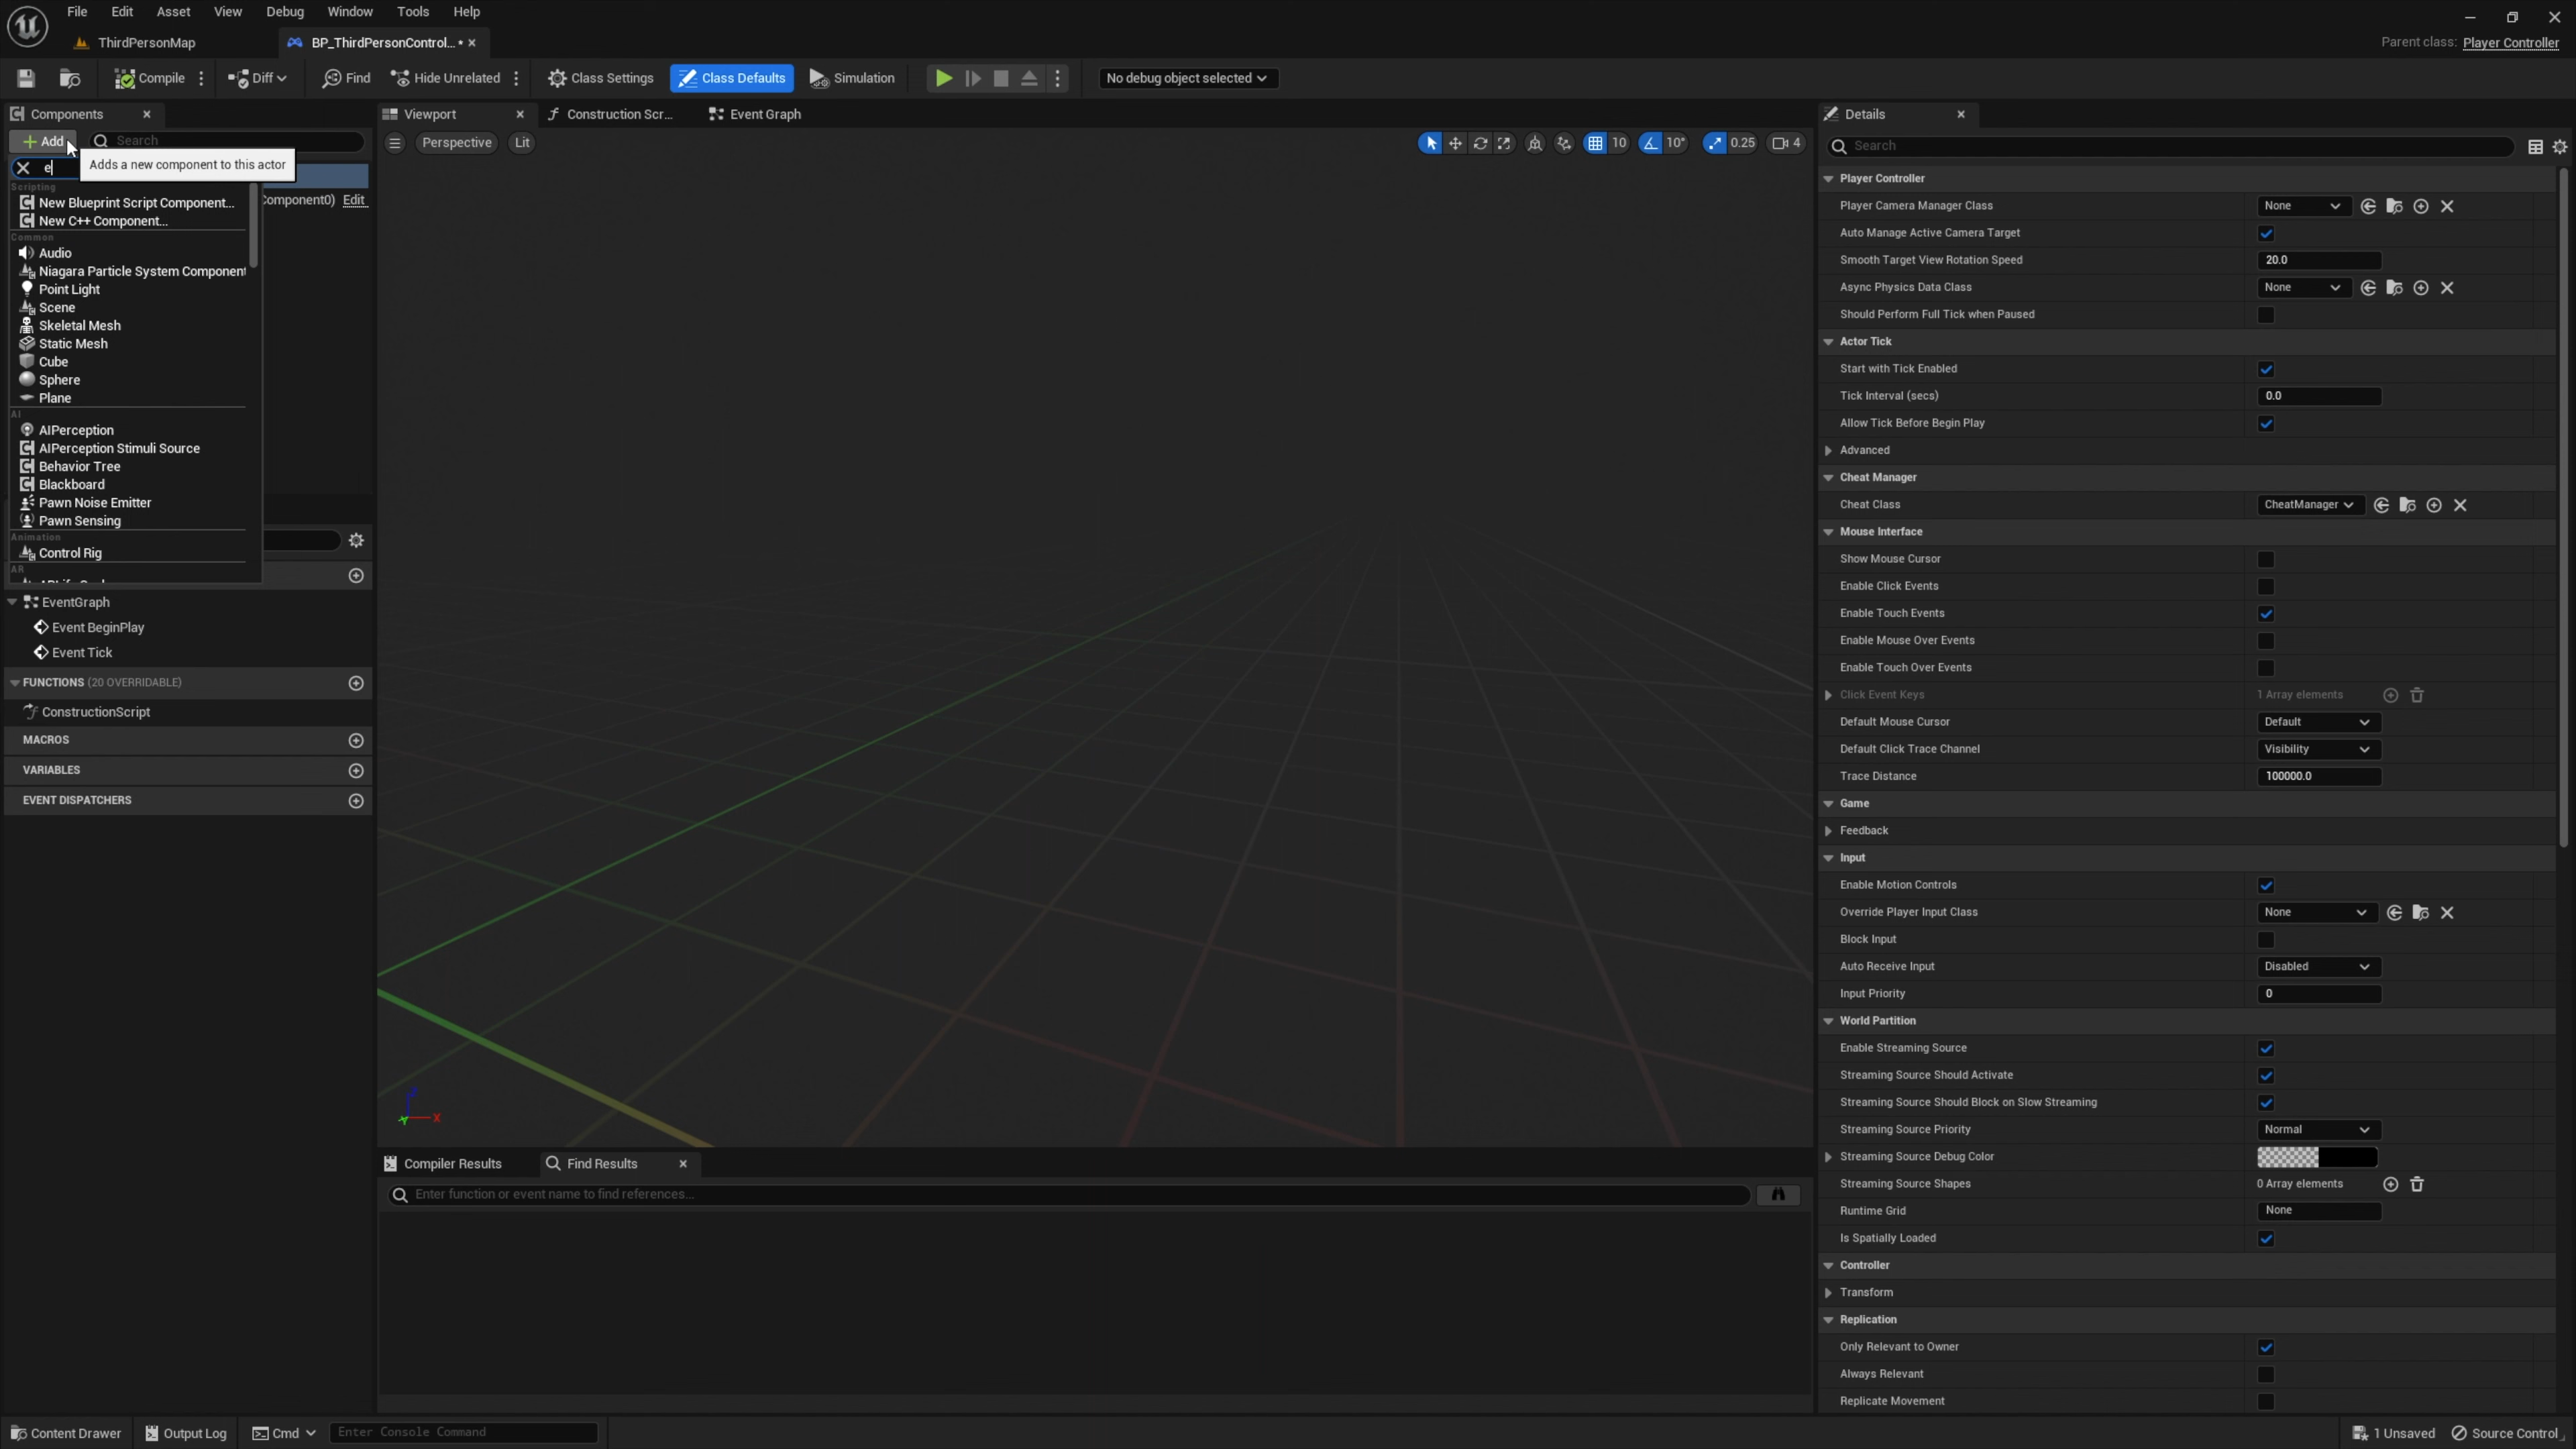 File Edit Asset View Debug Window Tools Help
ThirdPersonMap
BP_ThirdPersonControl... •
Parent class: Player Controller
Compile
Diff
Find
Hide Unrelated
Class Settings
Class Defaults
Simulation
No debug object selected
Components
Add
Search
e
Adds a new component to this actor
Component0) Edit
Scripting
New Blueprint Script Component...
New C++ Component...
Common
Audio
Niagara Particle System Component
Point Light
Scene
Skeletal Mesh
Static Mesh
Cube
Sphere
Plane
AI
AIPerception
AIPerception Stimuli Source
Behavior Tree
Blackboard
Pawn Noise Emitter
Pawn Sensing
Animation
Control Rig
AR
EventGraph
Event BeginPlay
Event Tick
FUNCTIONS (20 OVERRIDABLE)
ConstructionScript
MACROS
VARIABLES
EVENT DISPATCHERS
Viewport
Construction Scr...
Event Graph
Perspective
Lit
10
10°
0.25
4
X
Compiler Results
Find Results
Enter function or event name to find references...
Details
Search
Player Controller
Player Camera Manager Class None
Auto Manage Active Camera Target
Smooth Target View Rotation Speed 20.0
Async Physics Data Class None
Should Perform Full Tick when Paused
Actor Tick
Start with Tick Enabled
Tick Interval (secs) 0.0
Allow Tick Before Begin Play
Advanced
Cheat Manager
Cheat Class CheatManager
Mouse Interface
Show Mouse Cursor
Enable Click Events
Enable Touch Events
Enable Mouse Over Events
Enable Touch Over Events
Click Event Keys 1 Array elements
Default Mouse Cursor Default
Default Click Trace Channel Visibility
Trace Distance 100000.0
Game
Feedback
Input
Enable Motion Controls
Override Player Input Class None
Block Input
Auto Receive Input Disabled
Input Priority 0
World Partition
Enable Streaming Source
Streaming Source Should Activate
Streaming Source Should Block on Slow Streaming
Streaming Source Priority Normal
Streaming Source Debug Color
Streaming Source Shapes 0 Array elements
Runtime Grid None
Is Spatially Loaded
Controller
Transform
Replication
Only Relevant to Owner
Always Relevant
Replicate Movement
Content Drawer
Output Log
Cmd
Enter Console Command
1 Unsaved
Source Control